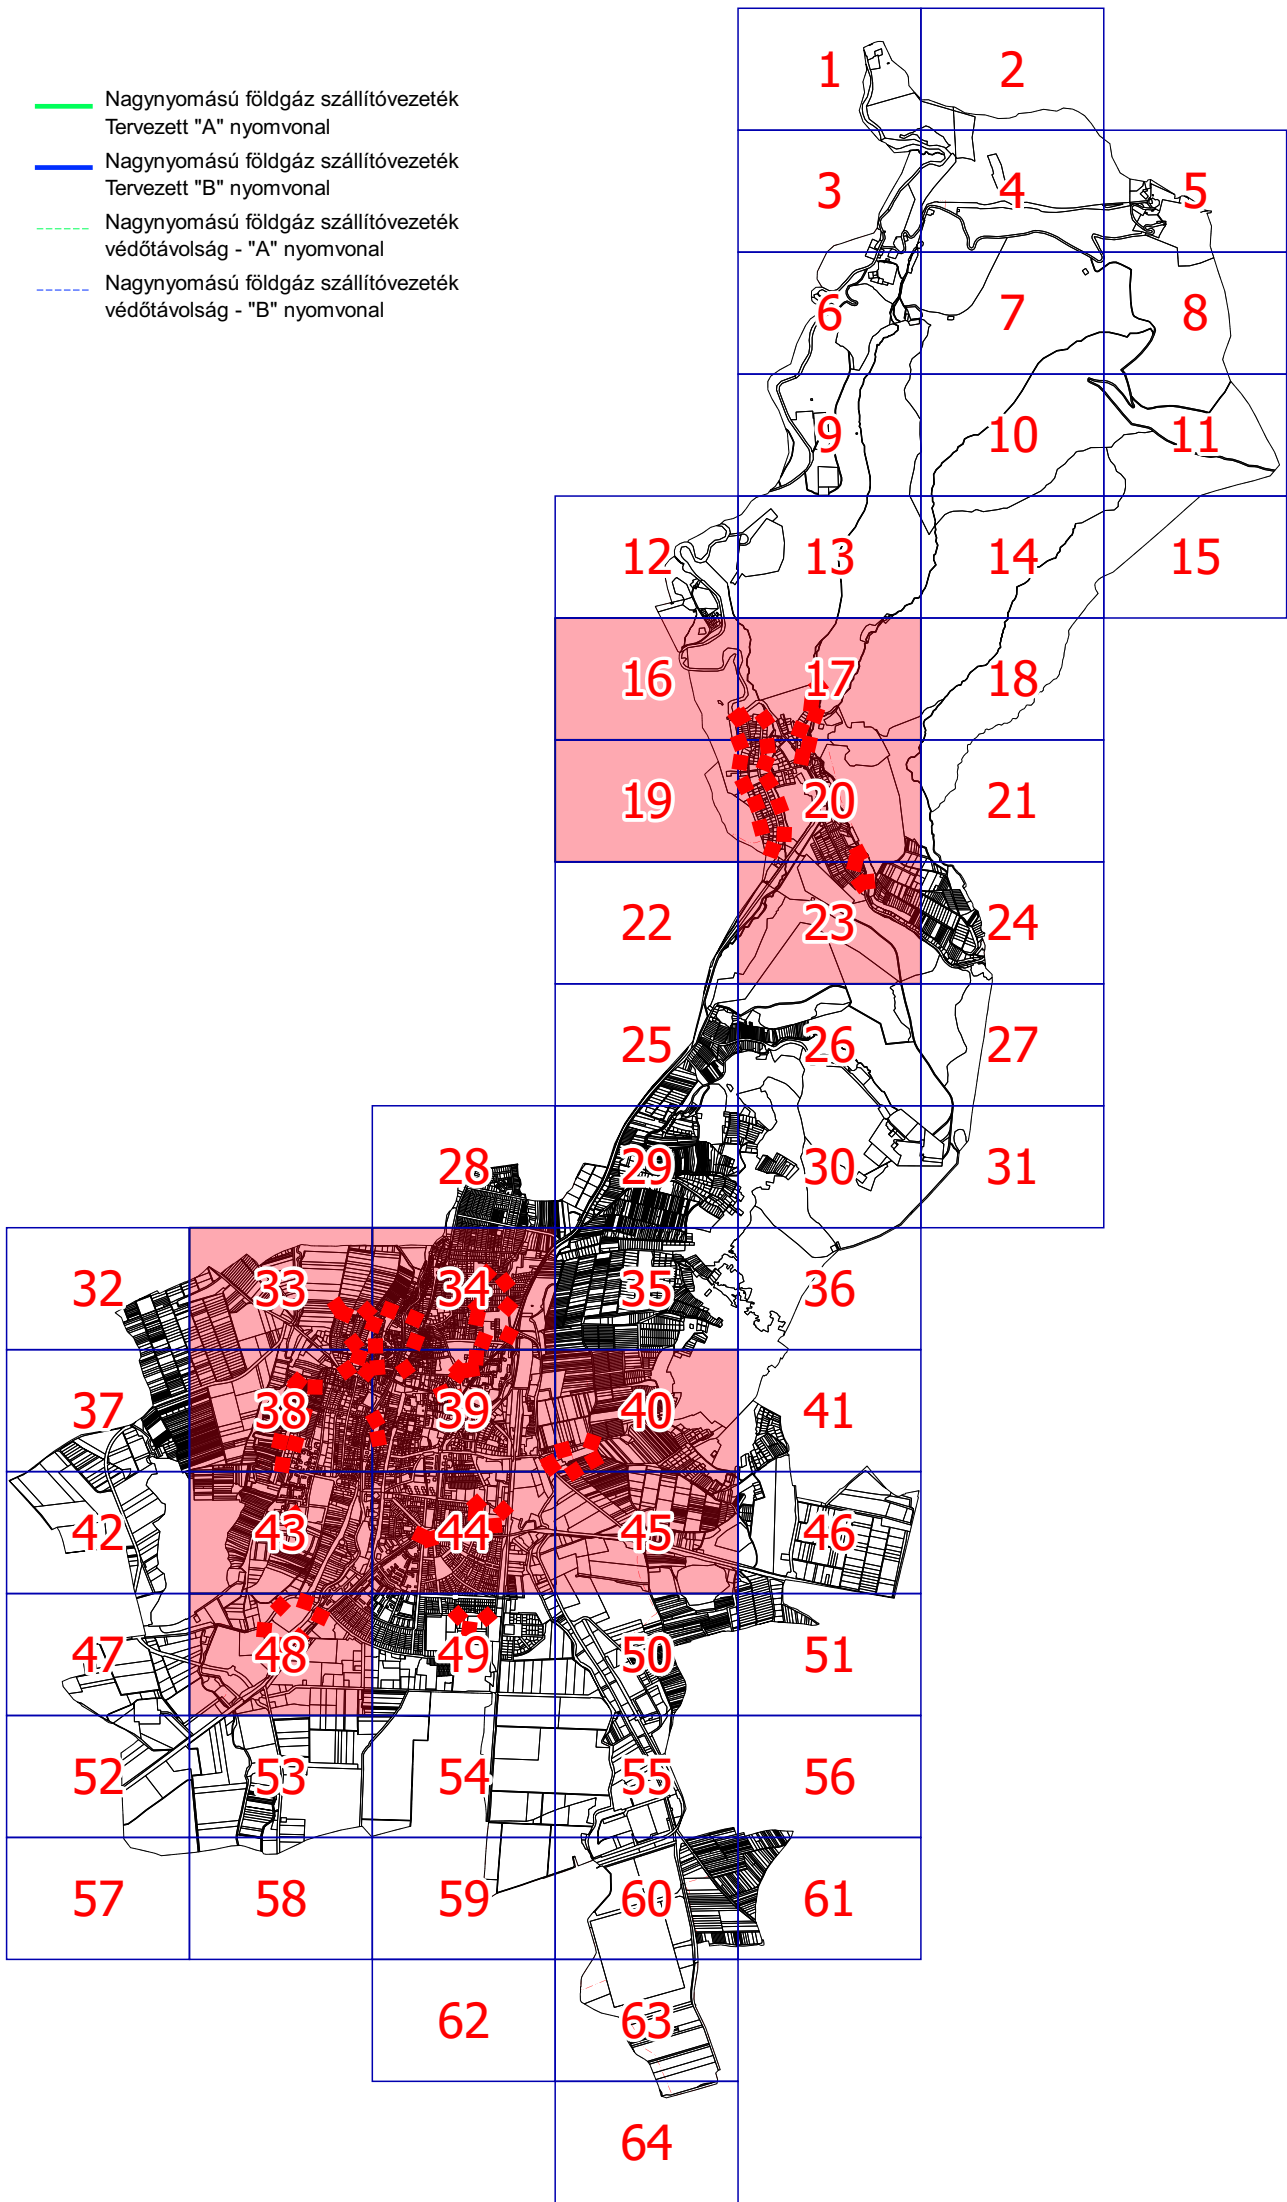 Nagynyomású földgáz szállítóvezeték
Tervezett "A" nyomvonal
Nagynyomású földgáz szállítóvezeték
Tervezett "B" nyomvonal
Nagynyomású földgáz szállítóvezeték
védőtávolság - "A" nyomvonal
Nagynyomású földgáz szállítóvezeték
védőtávolság - "B" nyomvonal
1 2
3 4 5
6 7 8
9 10 11
12 13 14 15
16 17 18
19 20 21
22 23 24
25 26 27
28 29 30 31
32 33 34 35 36
37 38 39 40 41
42 43 44 45 46
47 48 49 50 51
52 53 54 55 56
57 58 59 60 61
62 63
64